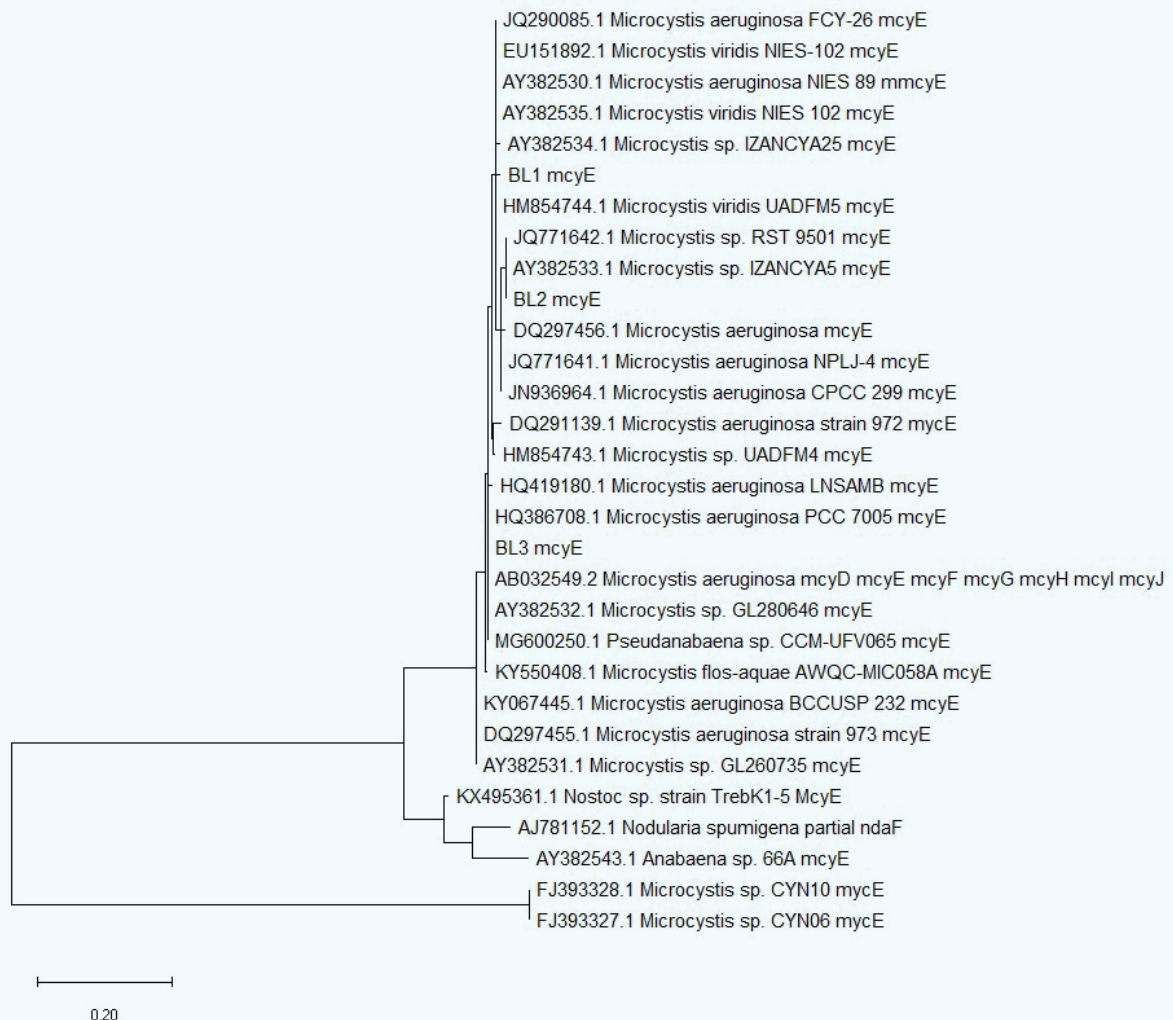 JQ290085.1 Microcystis aeruginosa FCY-26 mcyE
EU151892.1 Microcystis viridis NIES-102 mcyE
AY382530.1 Microcystis aeruginosa NIES 89 mmcyE
AY382535.1 Microcystis viridis NIES 102 mcyE
AY382534.1 Microcystis sp. IZANCYA25 mcyE
BL1 mcyE
HM854744.1 Microcystis viridis UADFM5 mcyE
JQ771642.1 Microcystis sp. RST 9501 mcyE
AY382533.1 Microcystis sp. IZANCYA5 mcyE
BL2 mcyE
DQ297456.1 Microcystis aeruginosa mcyE
JQ771641.1 Microcystis aeruginosa NPLJ-4 mcyE
JN936964.1 Microcystis aeruginosa CPCC 299 mcyE
DQ291139.1 Microcystis aeruginosa strain 972 mycE
HM854743.1 Microcystis sp. UADFM4 mcyE
HQ419180.1 Microcystis aeruginosa LNSAMB mcyE
HQ386708.1 Microcystis aeruginosa PCC 7005 mcyE
BL3 mcyE
AB032549.2 Microcystis aeruginosa mcyD mcyE mcyF mcyG mcyH mcyI mcyJ
AY382532.1 Microcystis sp. GL280646 mcyE
MG600250.1 Pseudanabaena sp. CCM-UFV065 mcyE
KY550408.1 Microcystis flos-aquae AWQC-MIC058A mcyE
KY067445.1 Microcystis aeruginosa BCCUSP 232 mcyE
DQ297455.1 Microcystis aeruginosa strain 973 mcyE
AY382531.1 Microcystis sp. GL260735 mcyE
KX495361.1 Nostoc sp. strain TrebK1-5 McyE
AJ781152.1 Nodularia spumigena partial ndaF
AY382543.1 Anabaena sp. 66A mcyE
FJ393328.1 Microcystis sp. CYN10 mycE
FJ393327.1 Microcystis sp. CYN06 mycE
0.20